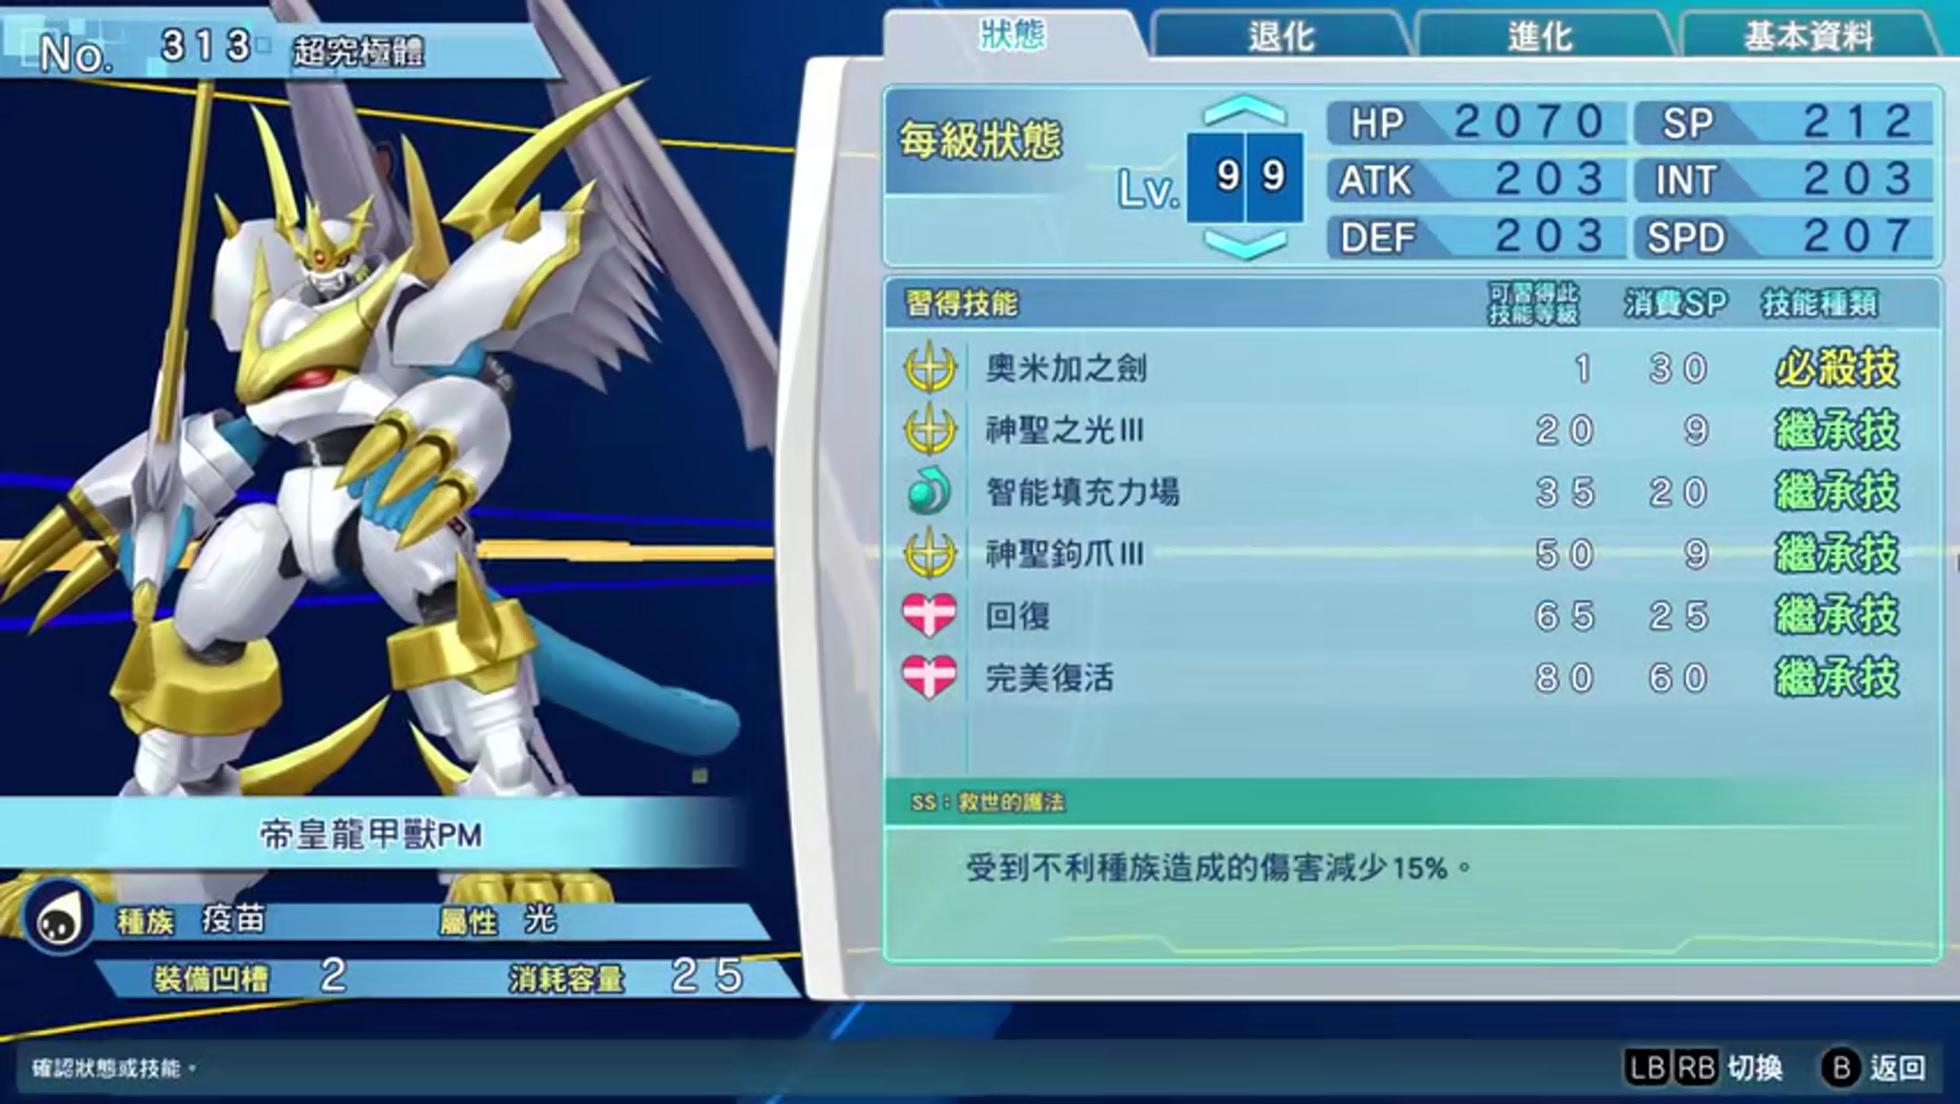 No. 313 超究極體
狀態 退化 進化 基本資料
每級狀態
Lv. 99
HP 2070 SP 212
ATK 203 INT 203
DEF 203 SPD 207
習得技能 可習得此技能等級 消費SP 技能種類
奧米加之劍 1 30 必殺技
神聖之光III 20 9 繼承技
智能填充力場 35 20 繼承技
神聖鉤爪III 50 9 繼承技
回復 65 25 繼承技
完美復活 80 60 繼承技
SS：救世的護法
受到不利種族造成的傷害減少15%。
帝皇龍甲獸PM
種族 疫苗 屬性 光
裝備凹槽 2 消耗容量 25
確認狀態或技能。
LB RB 切換 B 返回